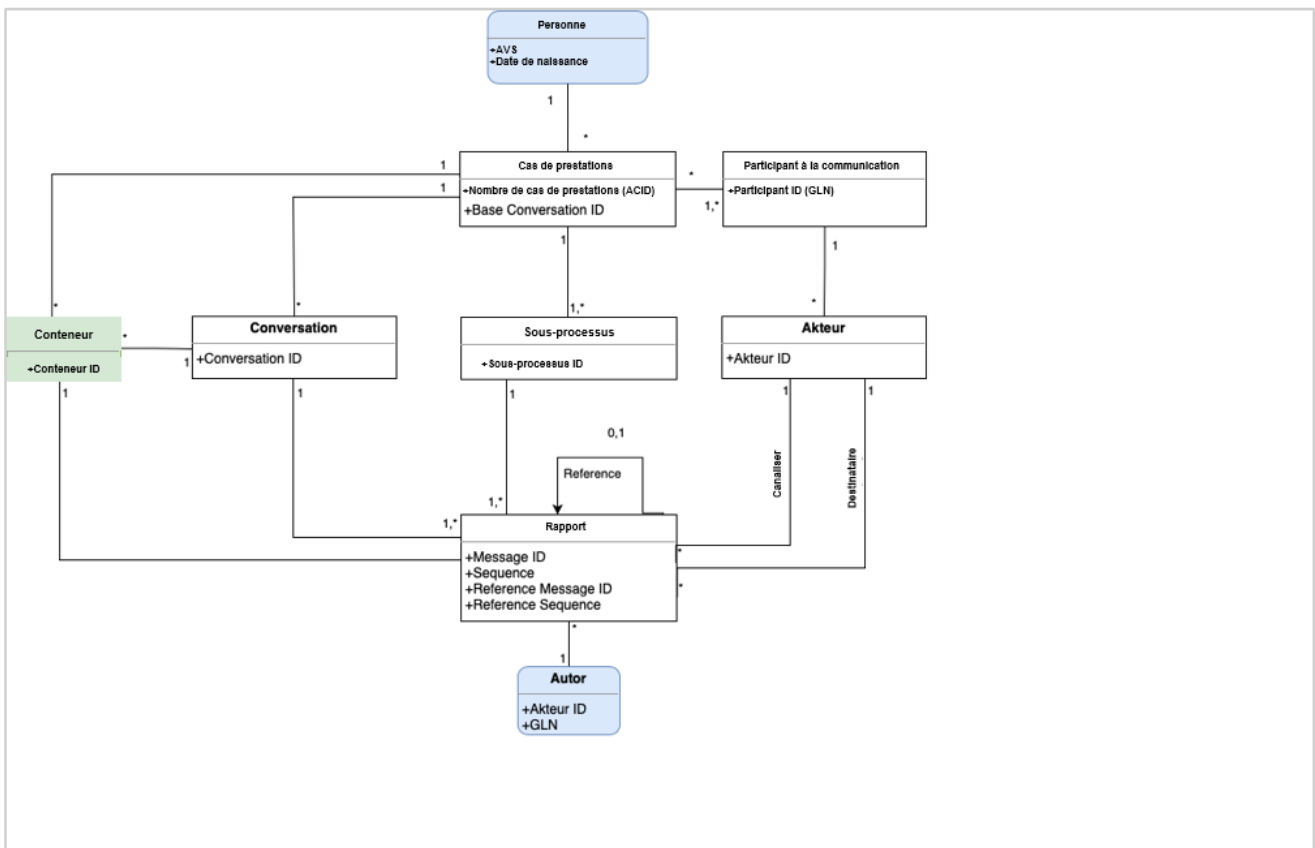 Personne
+AVS
+Date de naissance
1
*
Cas de prestations
+Nombre de cas de prestations (ACID)
+Base Conversation ID
1
1
*
1,*
Participant à la communication
+Participant ID (GLN)
1
1,*
1
*
*
*
Conteneur
+Conteneur ID
*
1
1
Conversation
+Conversation ID
1
Sous-processus
+Sous-processus ID
1
Akteur
+Akteur ID
1
1
Canaliser
Destinataire
0,1
Reference
1,*
1,*
Rapport
+Message ID
+Sequence
+Reference Message ID
+Reference Sequence
*
*
*
1
Autor
+Akteur ID
+GLN